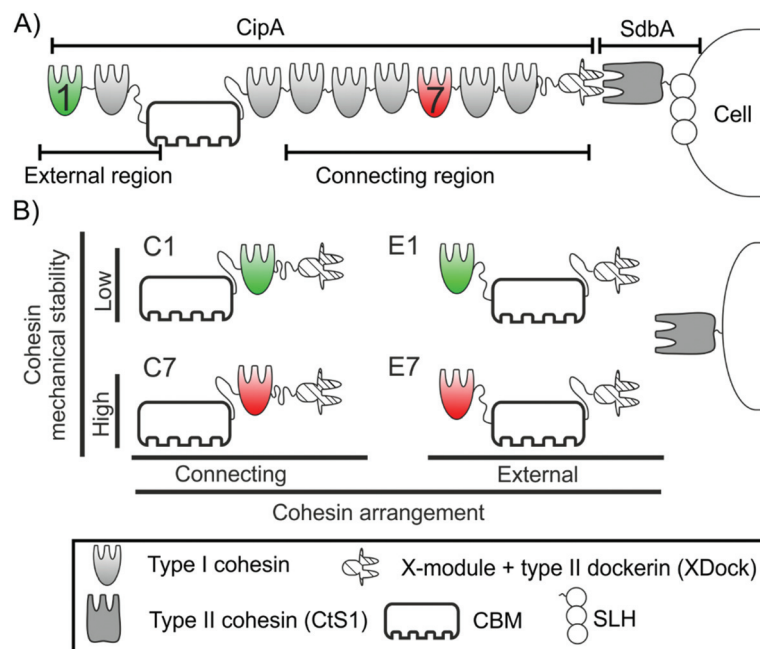 A)
CipA
SdbA
1
7
Cell
External region
Connecting region
B)
C1
E1
Cohesin
mechanical stability
Low
C7
E7
High
Connecting
External
Cohesin arrangement
Type I cohesin
X-module + type II dockerin (XDock)
Type II cohesin (CtS1)
CBM
SLH